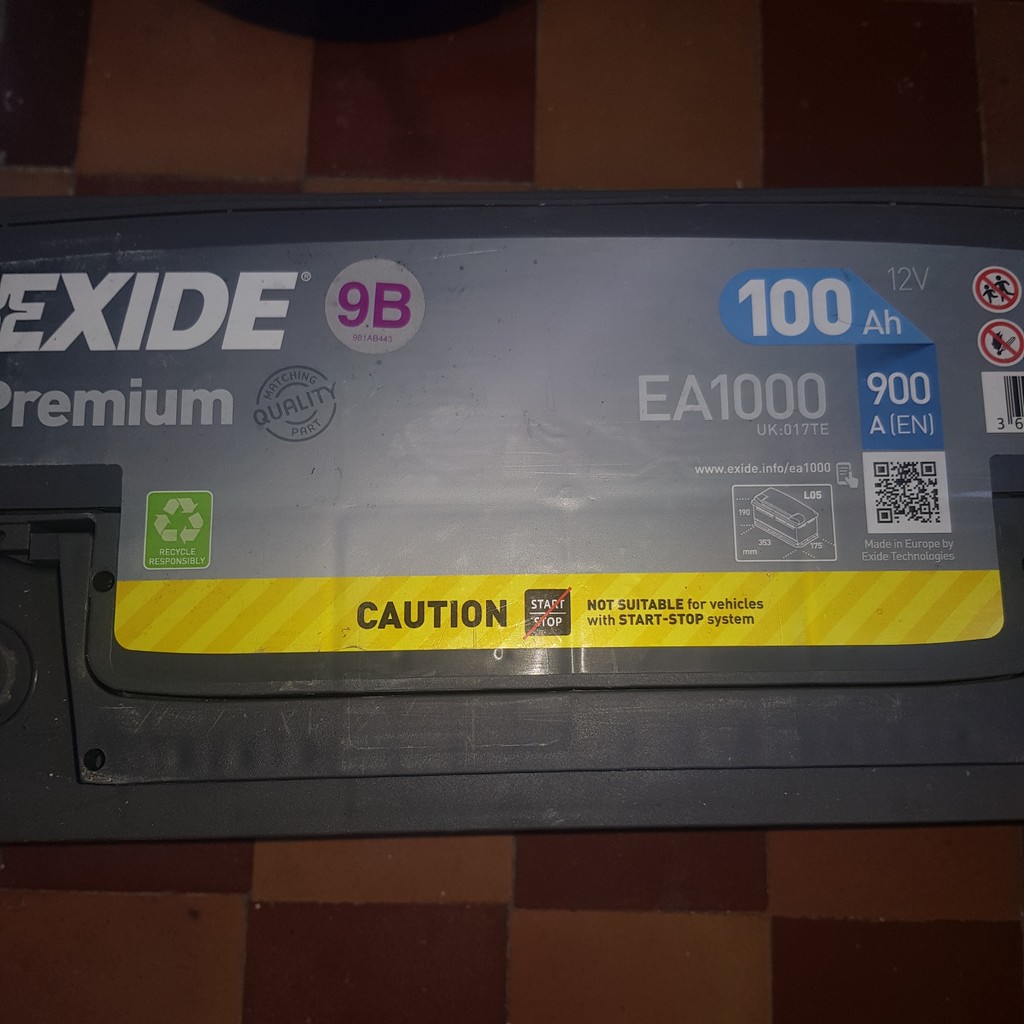 EXIDE®
9B
981AB443
Premium
MATCHING
QUALITY
PART
12V
100 Ah
EA1000
UK:017TE
900
A (EN)
www.exide.info/ea1000
L05
190
353
175
mm
Made in Europe by
Exide Technologies
RECYCLE
RESPONSIBLY
CAUTION
START
STOP
NOT SUITABLE for vehicles
with START-STOP system
3 6